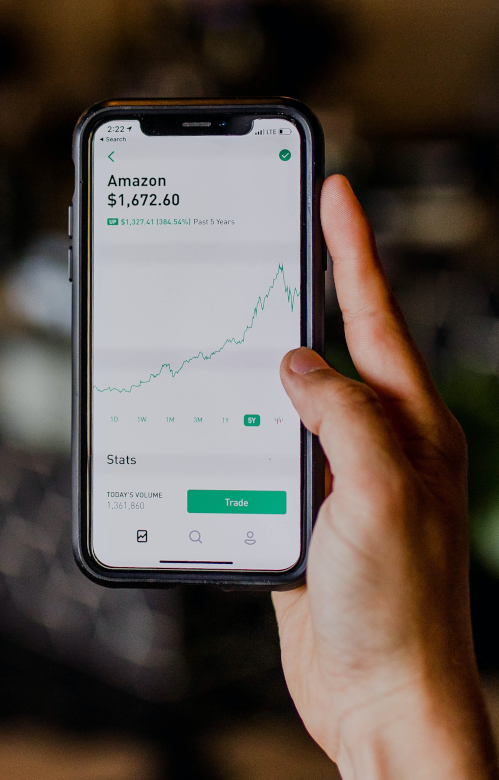 2:22 LTE
Search
Amazon
$1,672.60
UP $1,327.41 (384.54%) Past 5 Years
1D 1W 1M 3M 1Y 5Y
Stats
TODAY'S VOLUME
1,361,860
Trade